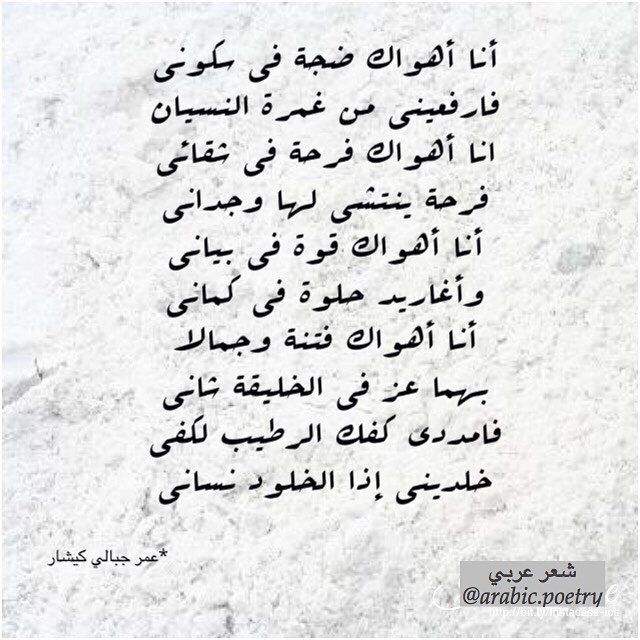 أنا أهواك ضجة فى سكونى
فارفعينى من غمرة النسيان
انا أهواك فرحة فى شقائى
فرحة ينتشى لها وجدانى
أنا أهواك قوة فى بيانى
وأغاريد حلوة فى كمانى
أنا أهواك فتنة وجمالا
بهما عز فى الخليقة شانى
فامددى كفك الرطيب لكفى
خلدينى إذا الخلود نسانى
*عمر جبالي كيشار
شعر عربي
@arabic.poetry